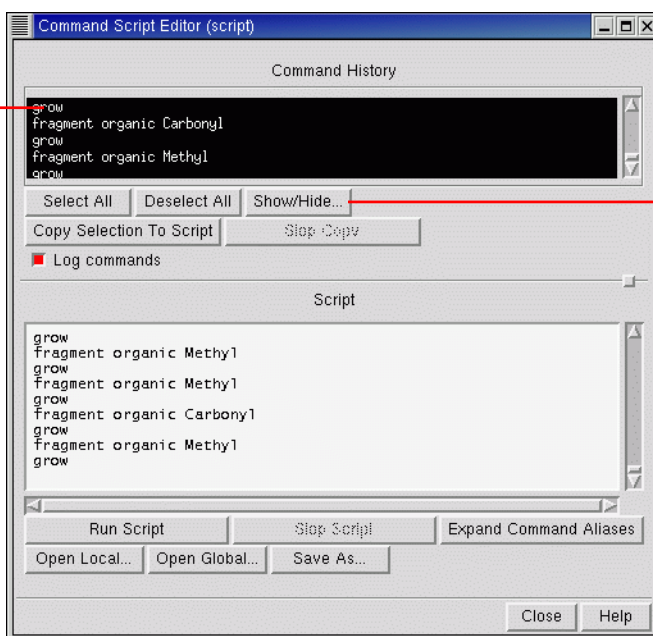 Command Script Editor (script)
Command History
grow
fragment organic Carbonyl
grow
fragment organic Methyl
grow
Select All Deselect All Show/Hide...
Copy Selection To Script Stop Copy
Log commands
Script
grow
fragment organic Methyl
grow
fragment organic Methyl
grow
fragment organic Carbonyl
grow
fragment organic Methyl
grow
Run Script Stop Script Expand Command Aliases
Open Local... Open Global... Save As...
Close Help